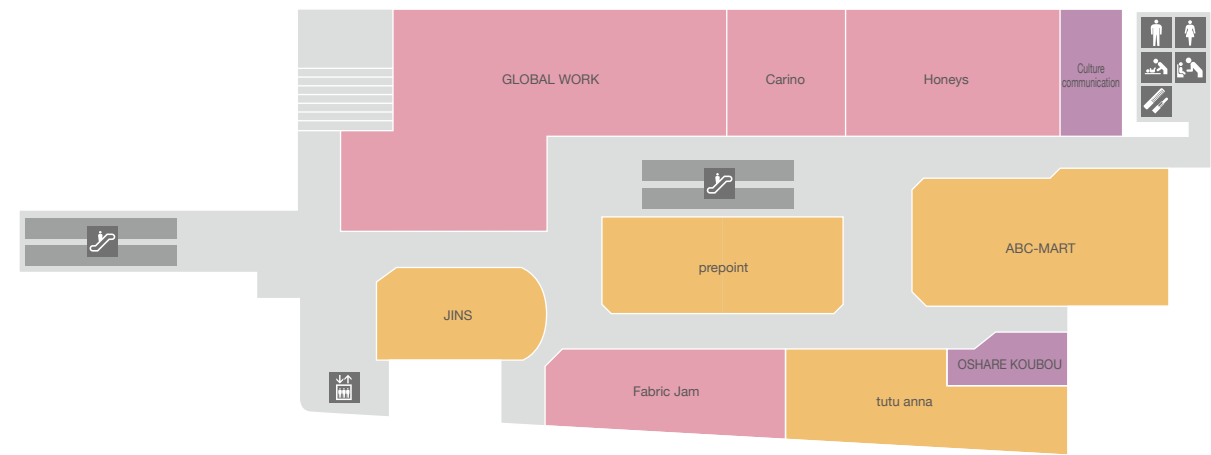 GLOBAL WORK
Carino
Honeys
Culture
communication
ABC-MART
prepoint
JINS
OSHARE KOUBOU
Fabric Jam
tutu anna